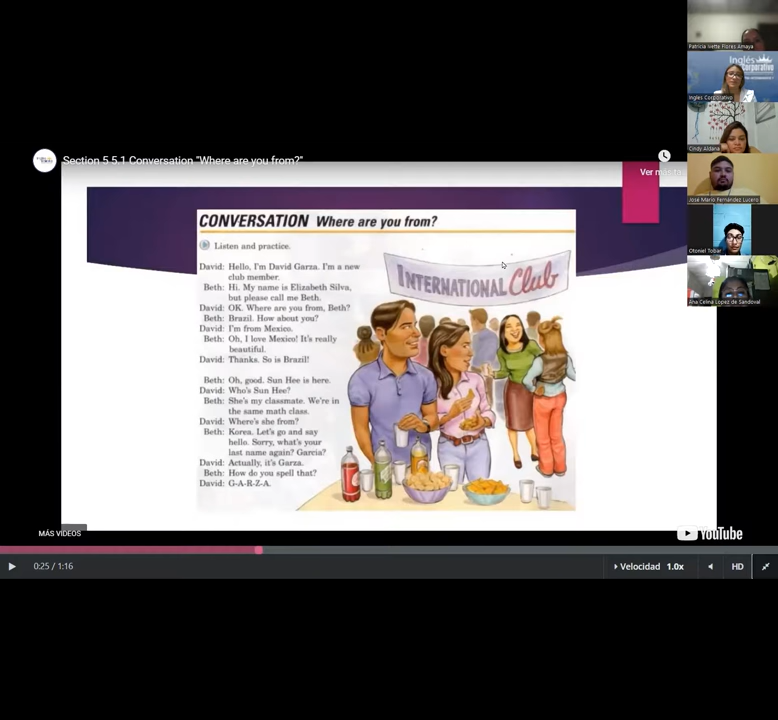 Section 5 5.1 Conversation "Where are you from?"
Ver más ta
CONVERSATION Where are you from?
Listen and practice.
David: Hello, I'm David Garza. I'm a new
club member.
Beth: Hi. My name is Elizabeth Silva,
but please call me Beth.
David: OK. Where are you from, Beth?
Beth: Brazil. How about you?
David: I'm from Mexico.
Beth: Oh, I love Mexico! It's really
beautiful.
David: Thanks. So is Brazil!
Beth: Oh, good. Sun Hee is here.
David: Who's Sun Hee?
Beth: She's my classmate. We're in
the same math class.
David: Where's she from?
Beth: Korea. Let's go and say
hello. Sorry, what's your
last name again? Garcia?
David: Actually, it's Garza.
Beth: How do you spell that?
David: G-A-R-Z-A.
INTERNATIONAL Club
MÁS VIDEOS
YouTube
0:25 / 1:16
Velocidad 1.0x
HD
Patricia Ivette Flores Amaya
Inglés
Corporativo
Inglés Corporativo
Cindy Aldana
José Mario Fernández Lucero
Otoniel Tobar
Ana Celina Lopez de Sandoval